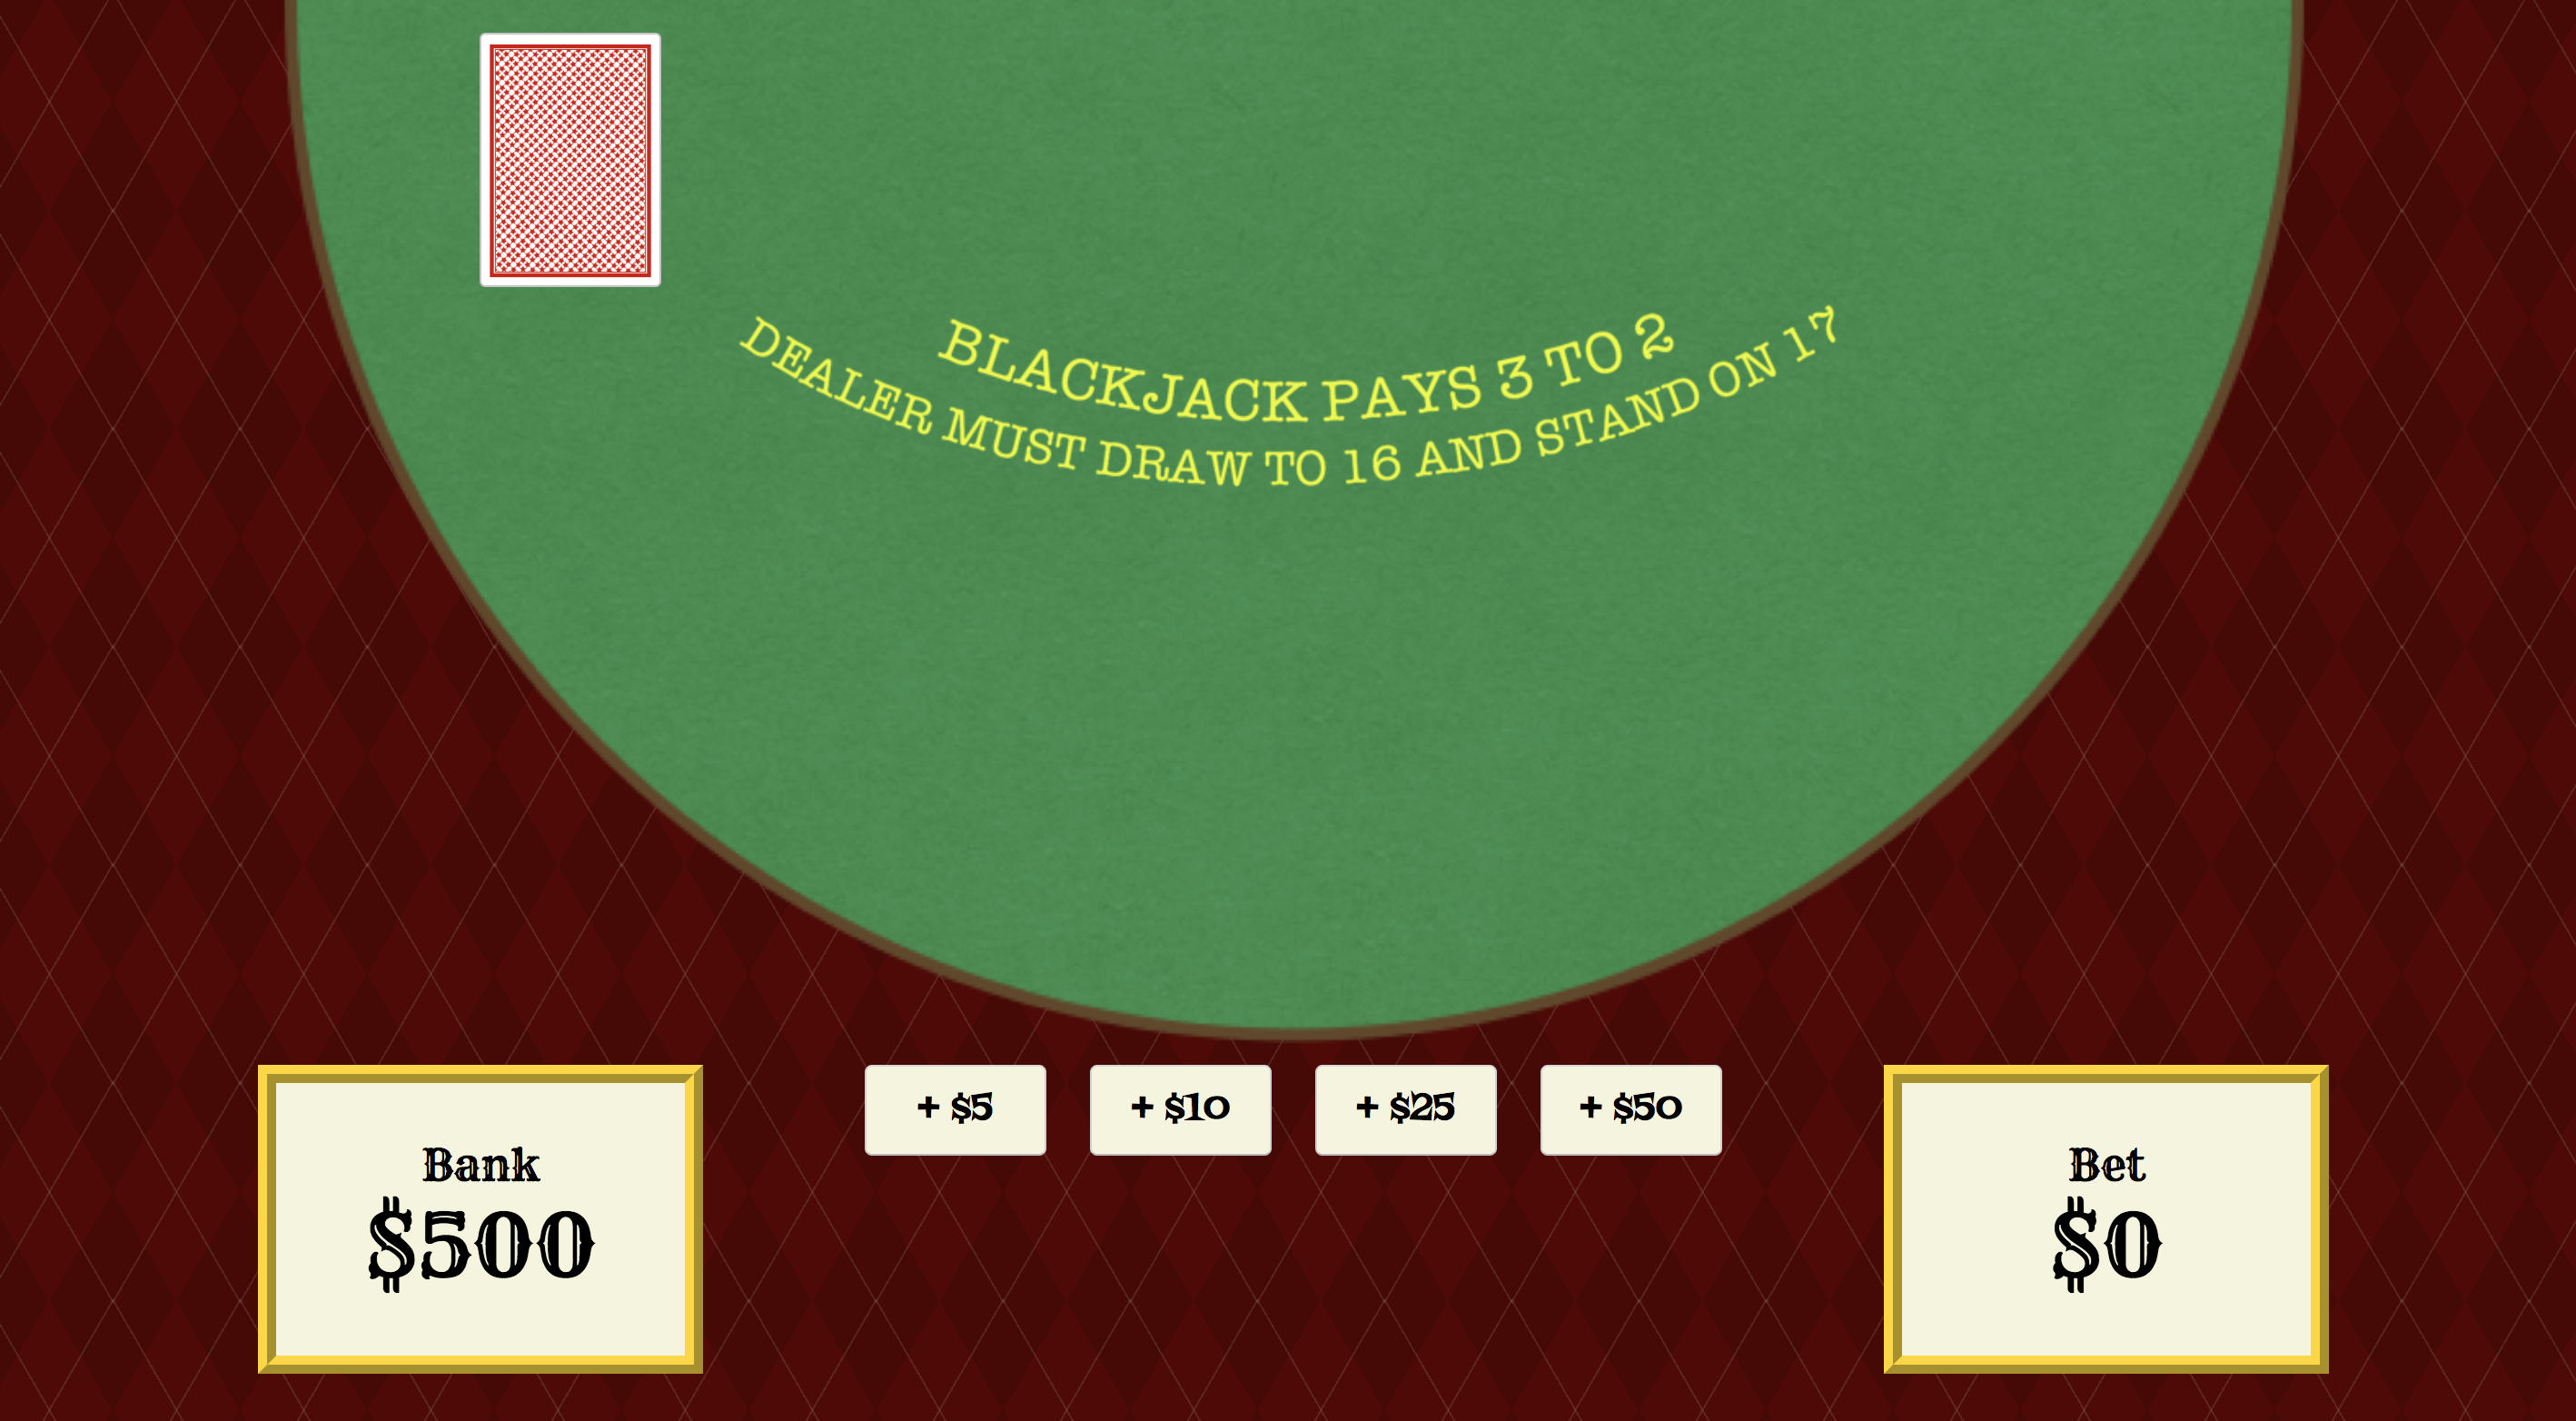 BLACKJACK PAYS 3 TO 2
DEALER MUST DRAW TO 16 AND STAND ON 17
+ $5
+ $10
+ $25
+ $50
Bank
$500
Bet
$0